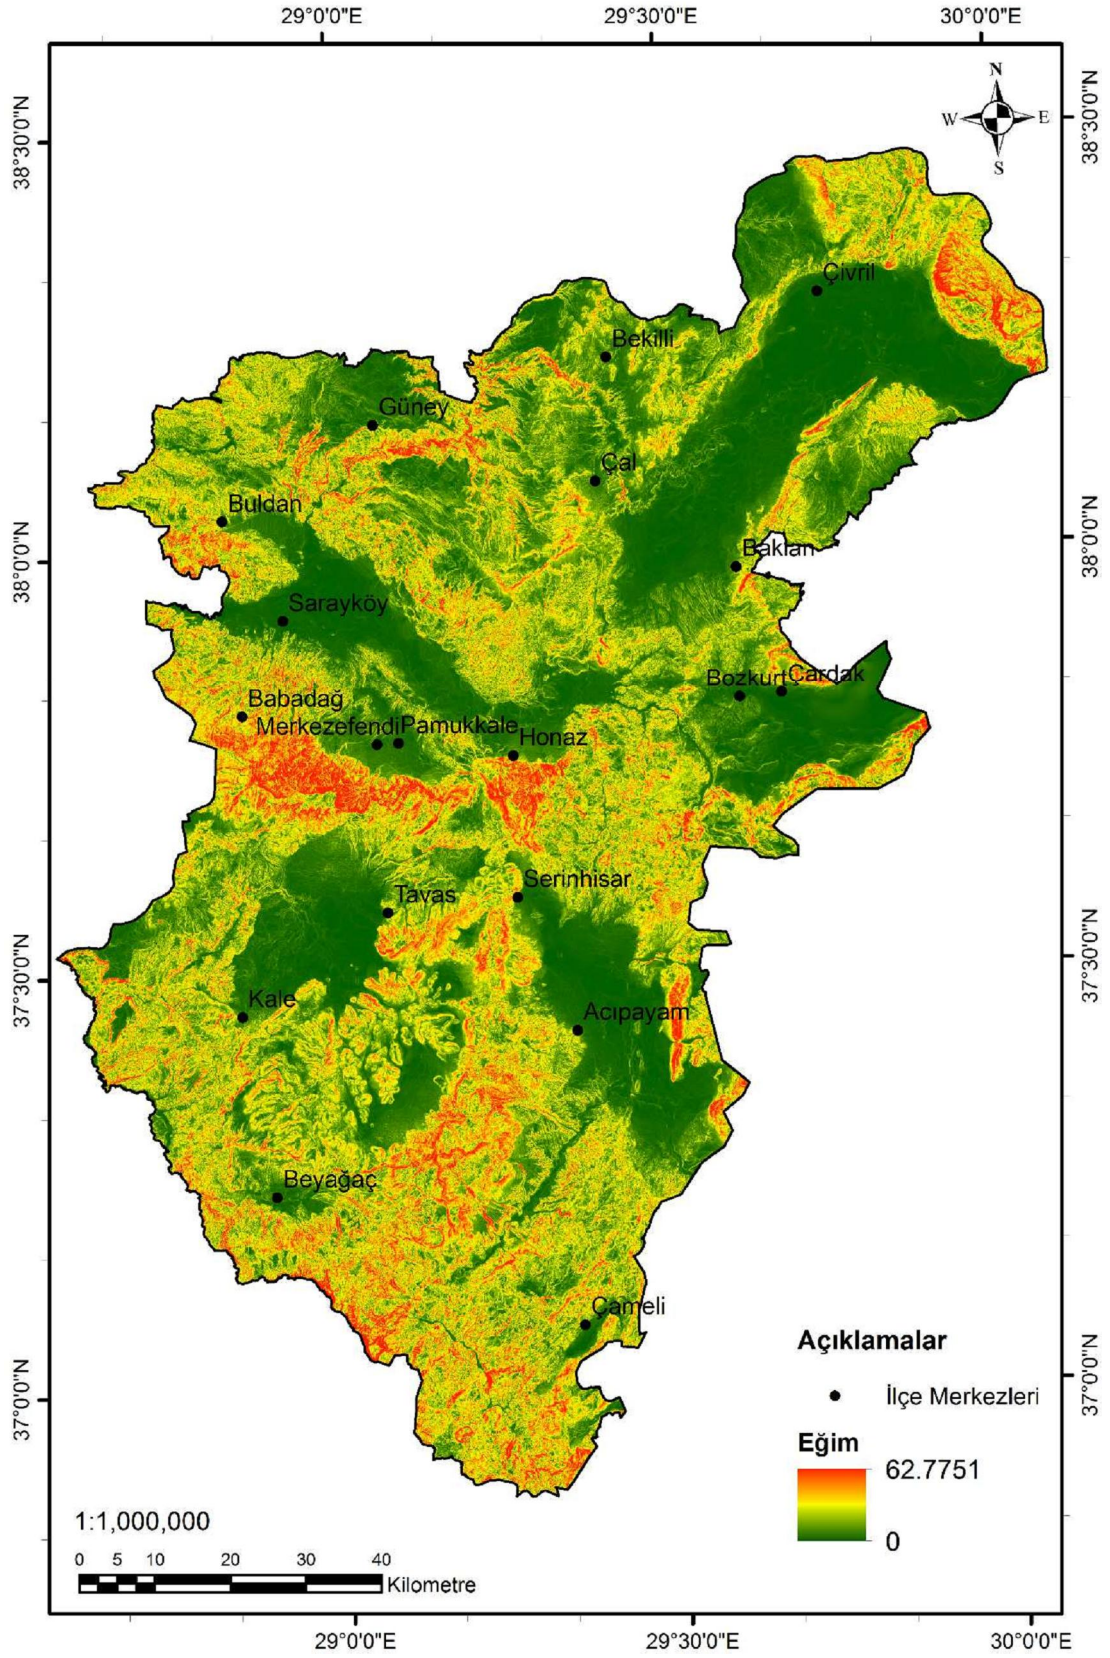 29°0'0"E 29°30'0"E 30°0'0"E
N
W E
S
38°30'0"N 38°30'0"N
Çivril
Bekilli
Güney
Çal
Buldan
38°0'0"N 38°0'0"N
Baklan
Sarayköy
Bozkurt Çardak
Babadağ
Merkezefendi Pamukkale
Honaz
Serinhisar
Tavas
37°30'0"N 37°30'0"N
Kale
Acıpayam
Beyağaç
Çameli
Açıklamalar
İlçe Merkezleri
37°0'0"N 37°0'0"N
Eğim
62.7751
0
1:1,000,000
0 5 10 20 30 40
Kilometre
29°0'0"E 29°30'0"E 30°0'0"E